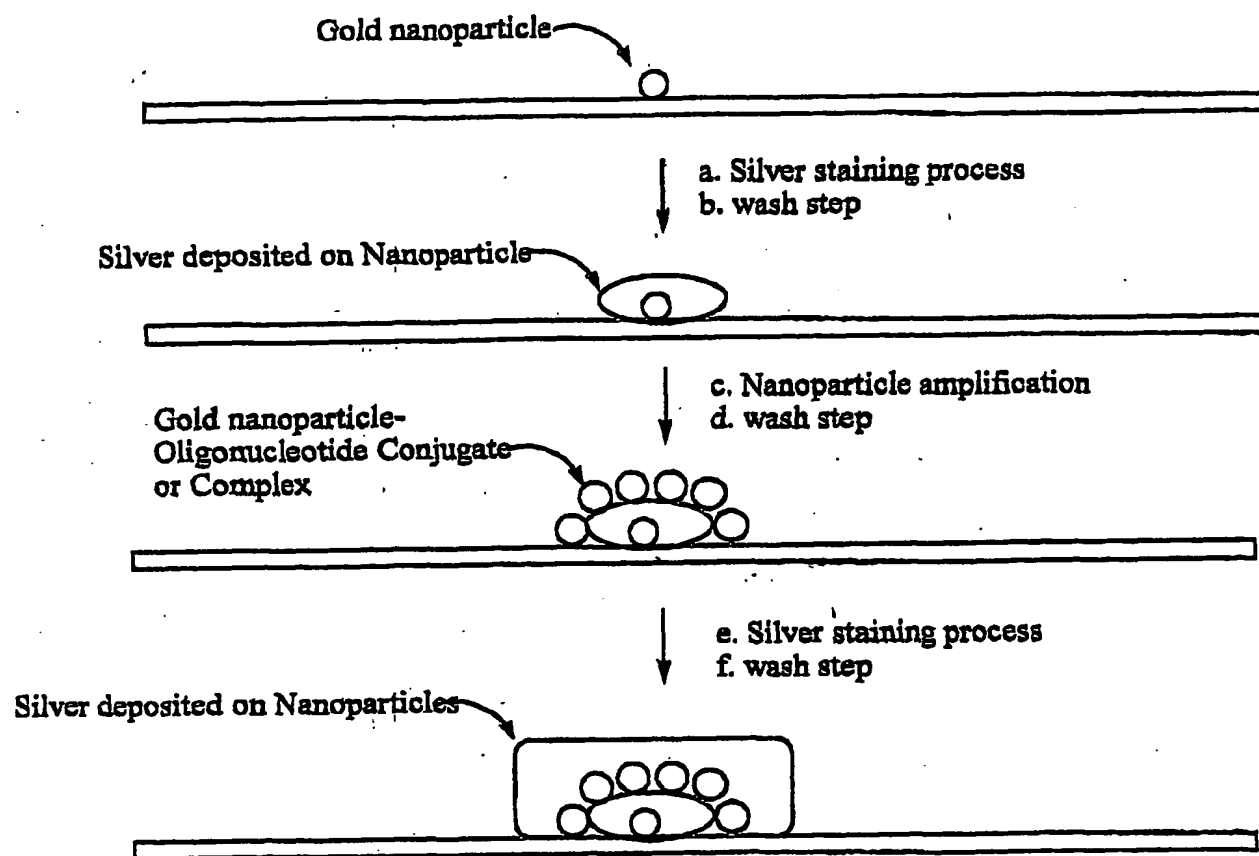 Gold nanoparticle
a. Silver staining process
b. wash step
Silver deposited on Nanoparticle
c. Nanoparticle amplification
d. wash step
Gold nanoparticle-
Oligonucleotide Conjugate
or Complex
e. Silver staining process
f. wash step
Silver deposited on Nanoparticles